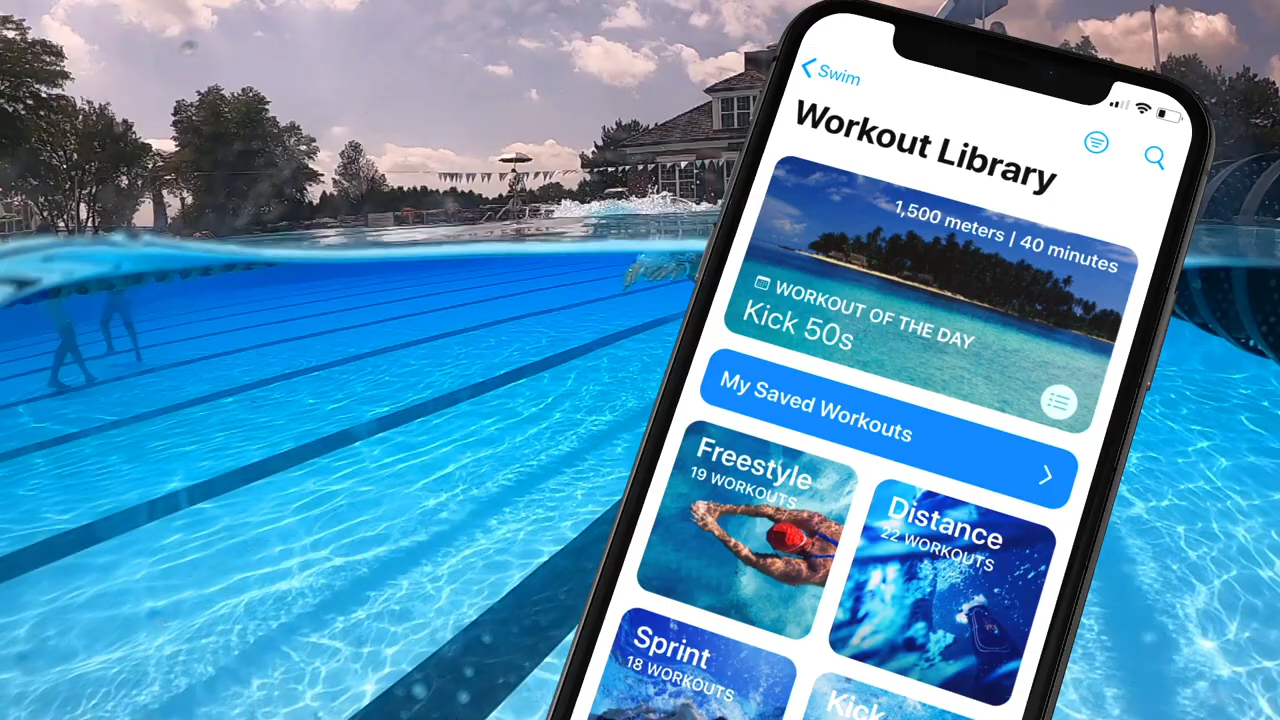 Swim
Workout Library
1,500 meters | 40 minutes
WORKOUT OF THE DAY
Kick 50s
My Saved Workouts
Freestyle
19 WORKOUTS
Distance
22 WORKOUTS
Sprint
18 WORKOUTS
Kick